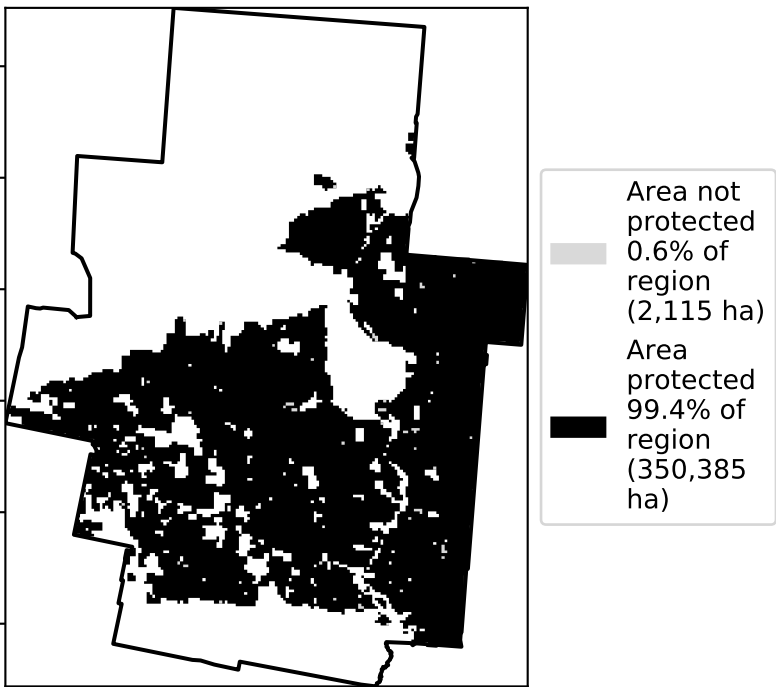 Area not
protected
0.6% of
region
(2,115 ha)
Area
protected
99.4% of
region
(350,385
ha)